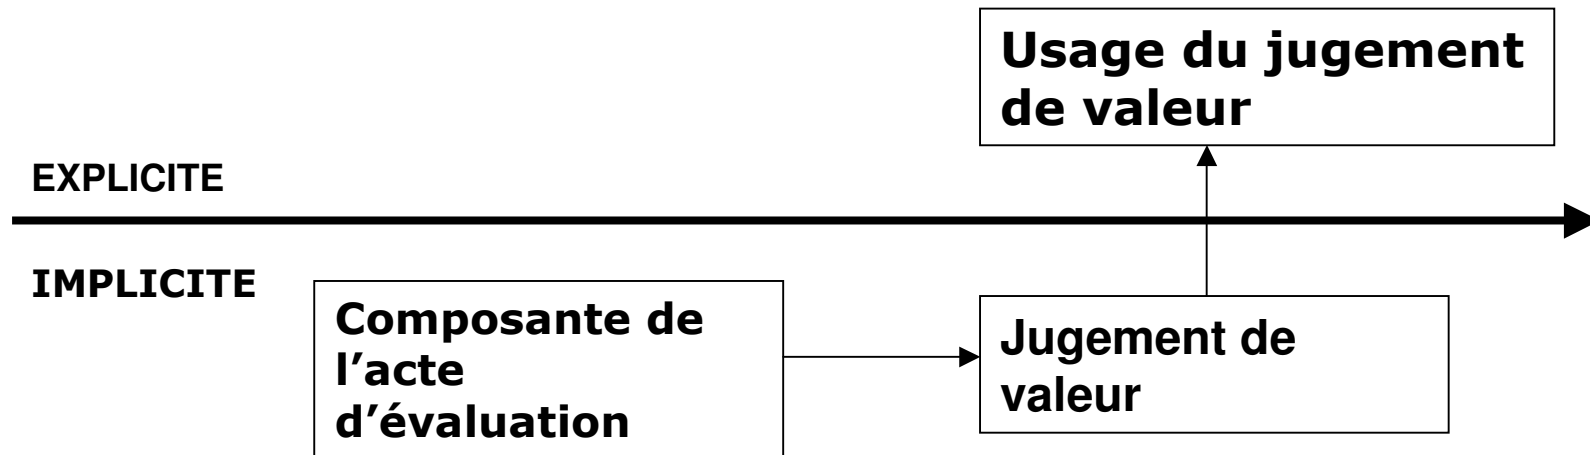 Usage du jugement
de valeur
EXPLICITE
IMPLICITE
Composante de
l’acte
d’évaluation
Jugement de
valeur